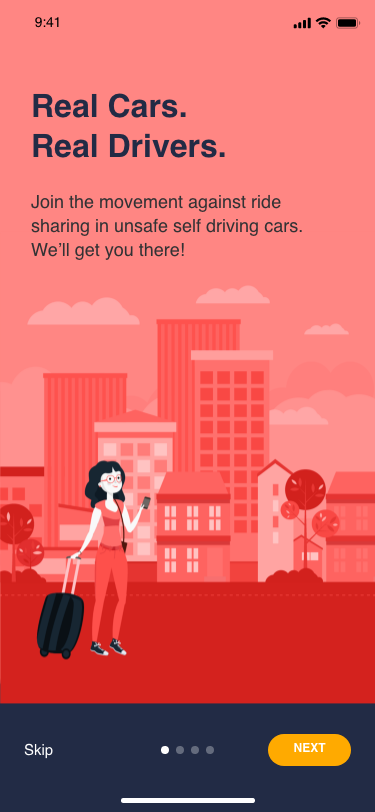 9:41
Real Cars.
Real Drivers.
Join the movement against ride
sharing in unsafe self driving cars.
We'll get you there!
Skip
NEXT